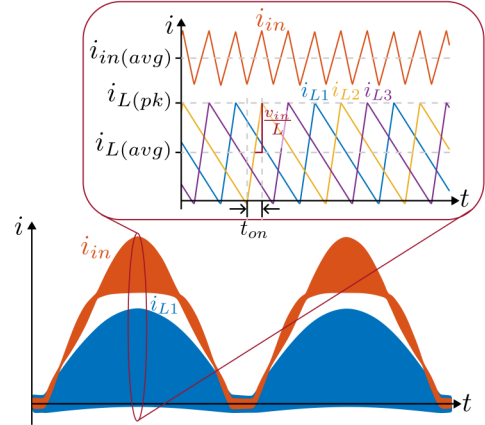 i
i_in
i_in(avg)
i_L(pk)
i_L1 i_L2 i_L3
v_in
L
i_L(avg)
t
t_on
i
i_in
i_L1
t